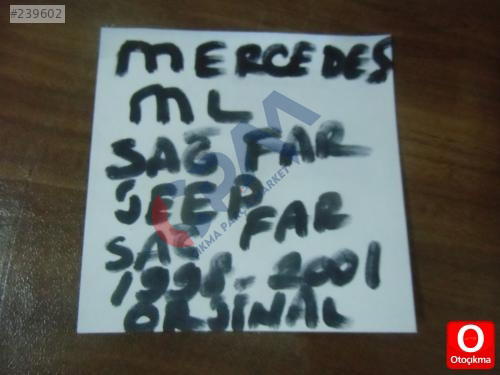 #239602
MERCEDES
ML
SAĞ FAR
JEEP
SAĞ FAR
1998-2001
ORJİNAL
Otoçıkma